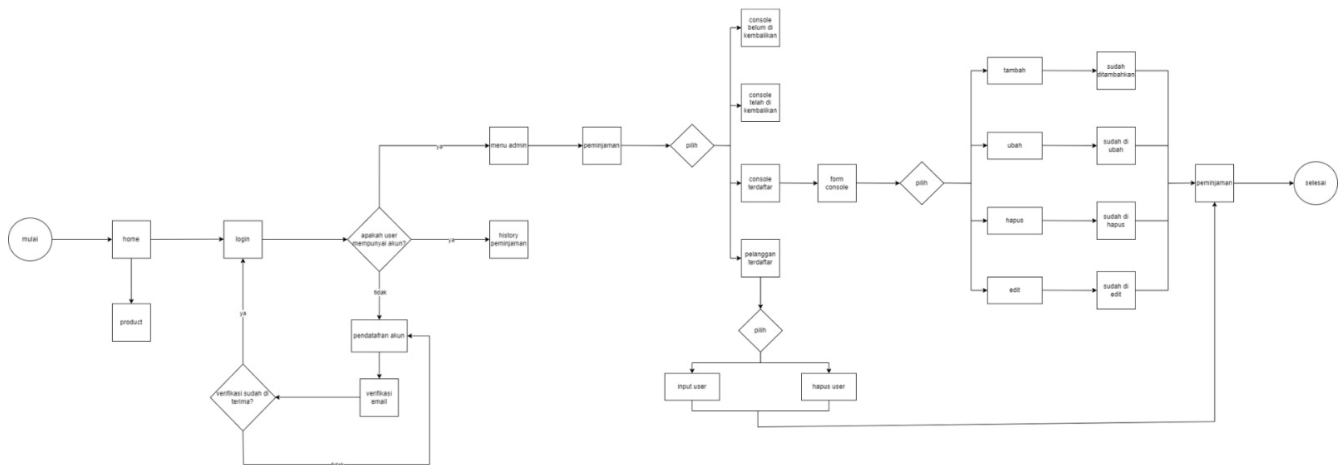 mulai
home
product
login
apakah user
mempunyai akun?
ya
menu admin
peminjaman
pilih
ya
history
peminjaman
tidak
pendatafran akun
verifikasi
email
verifikasi sudah di
terima?
yA
console
belum di
kembalikan
console
telah di
kembalikan
console
terdaftar
pelanggan
terdaftar
pilih
input user
hapus user
form
console
pilih
tambah
sudah
ditambahkan
ubah
sudah di
ubah
hapus
sudah di
hapus
edit
sudah di
edit
peminjaman
selesai